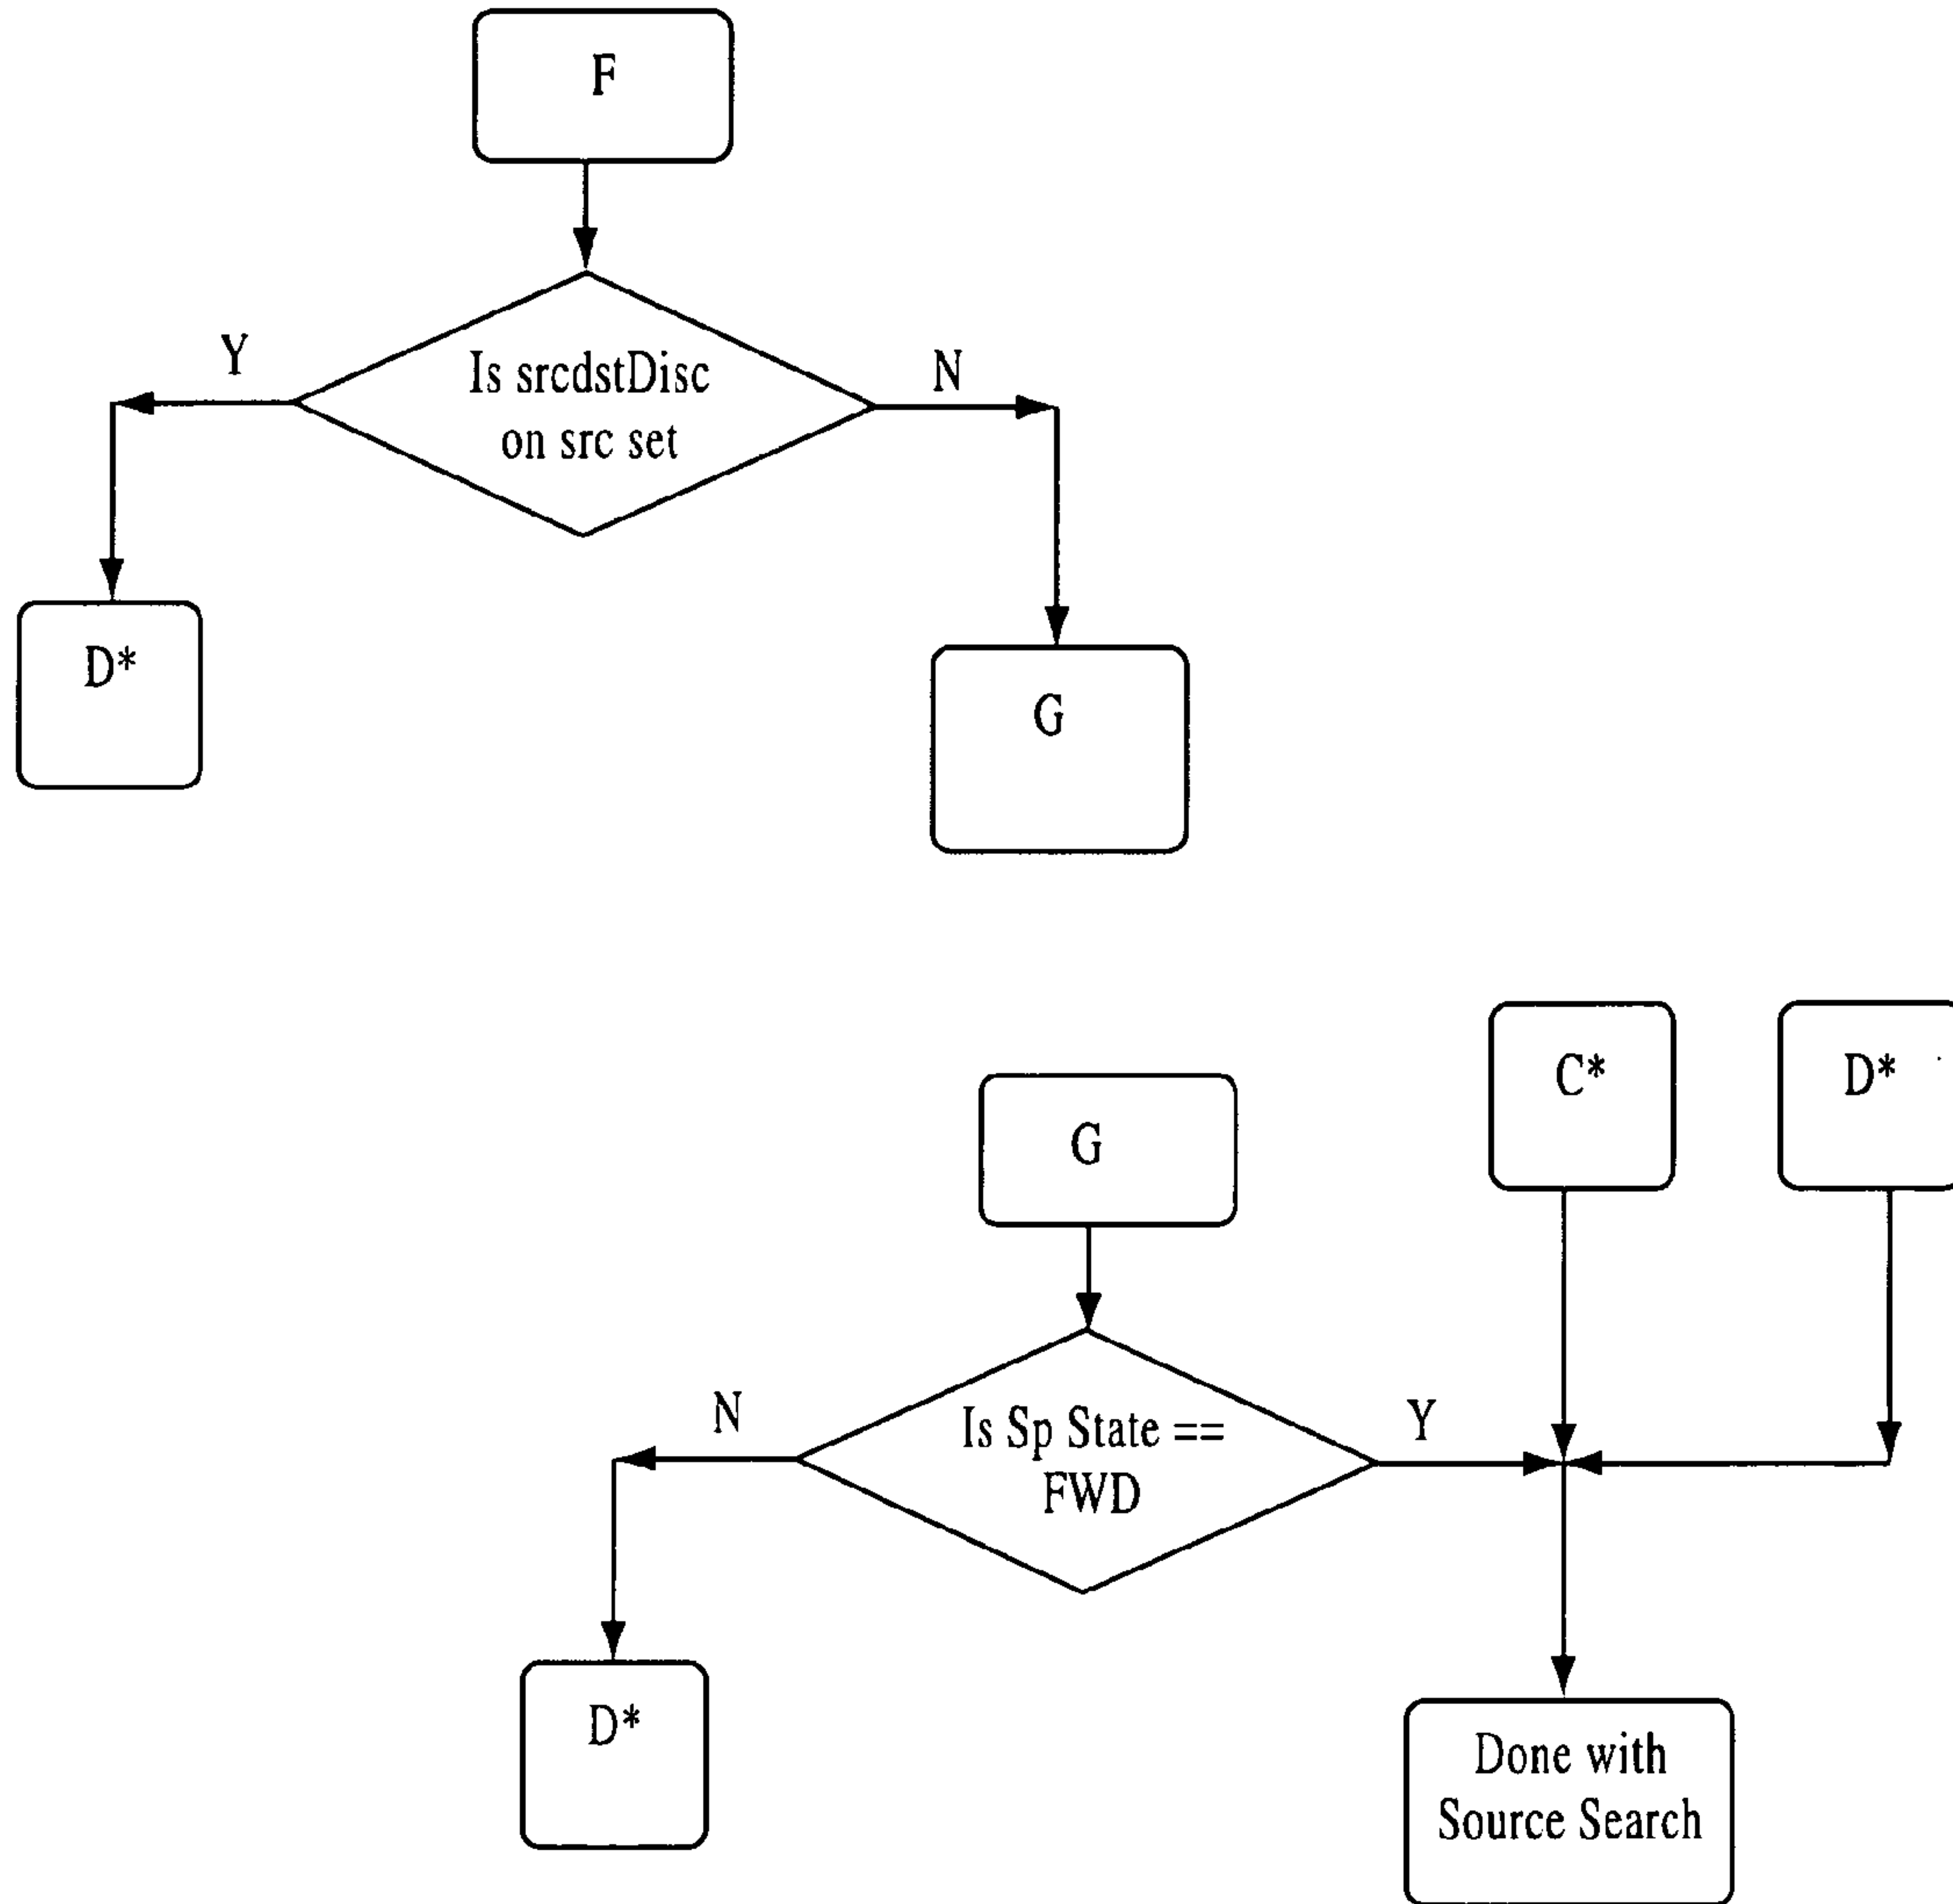 F
Y
Is srcdstDisc
on src set
N
D*
G
C*
D*
G
N
Is Sp State ==
FWD
Y
D*
Done with
Source Search